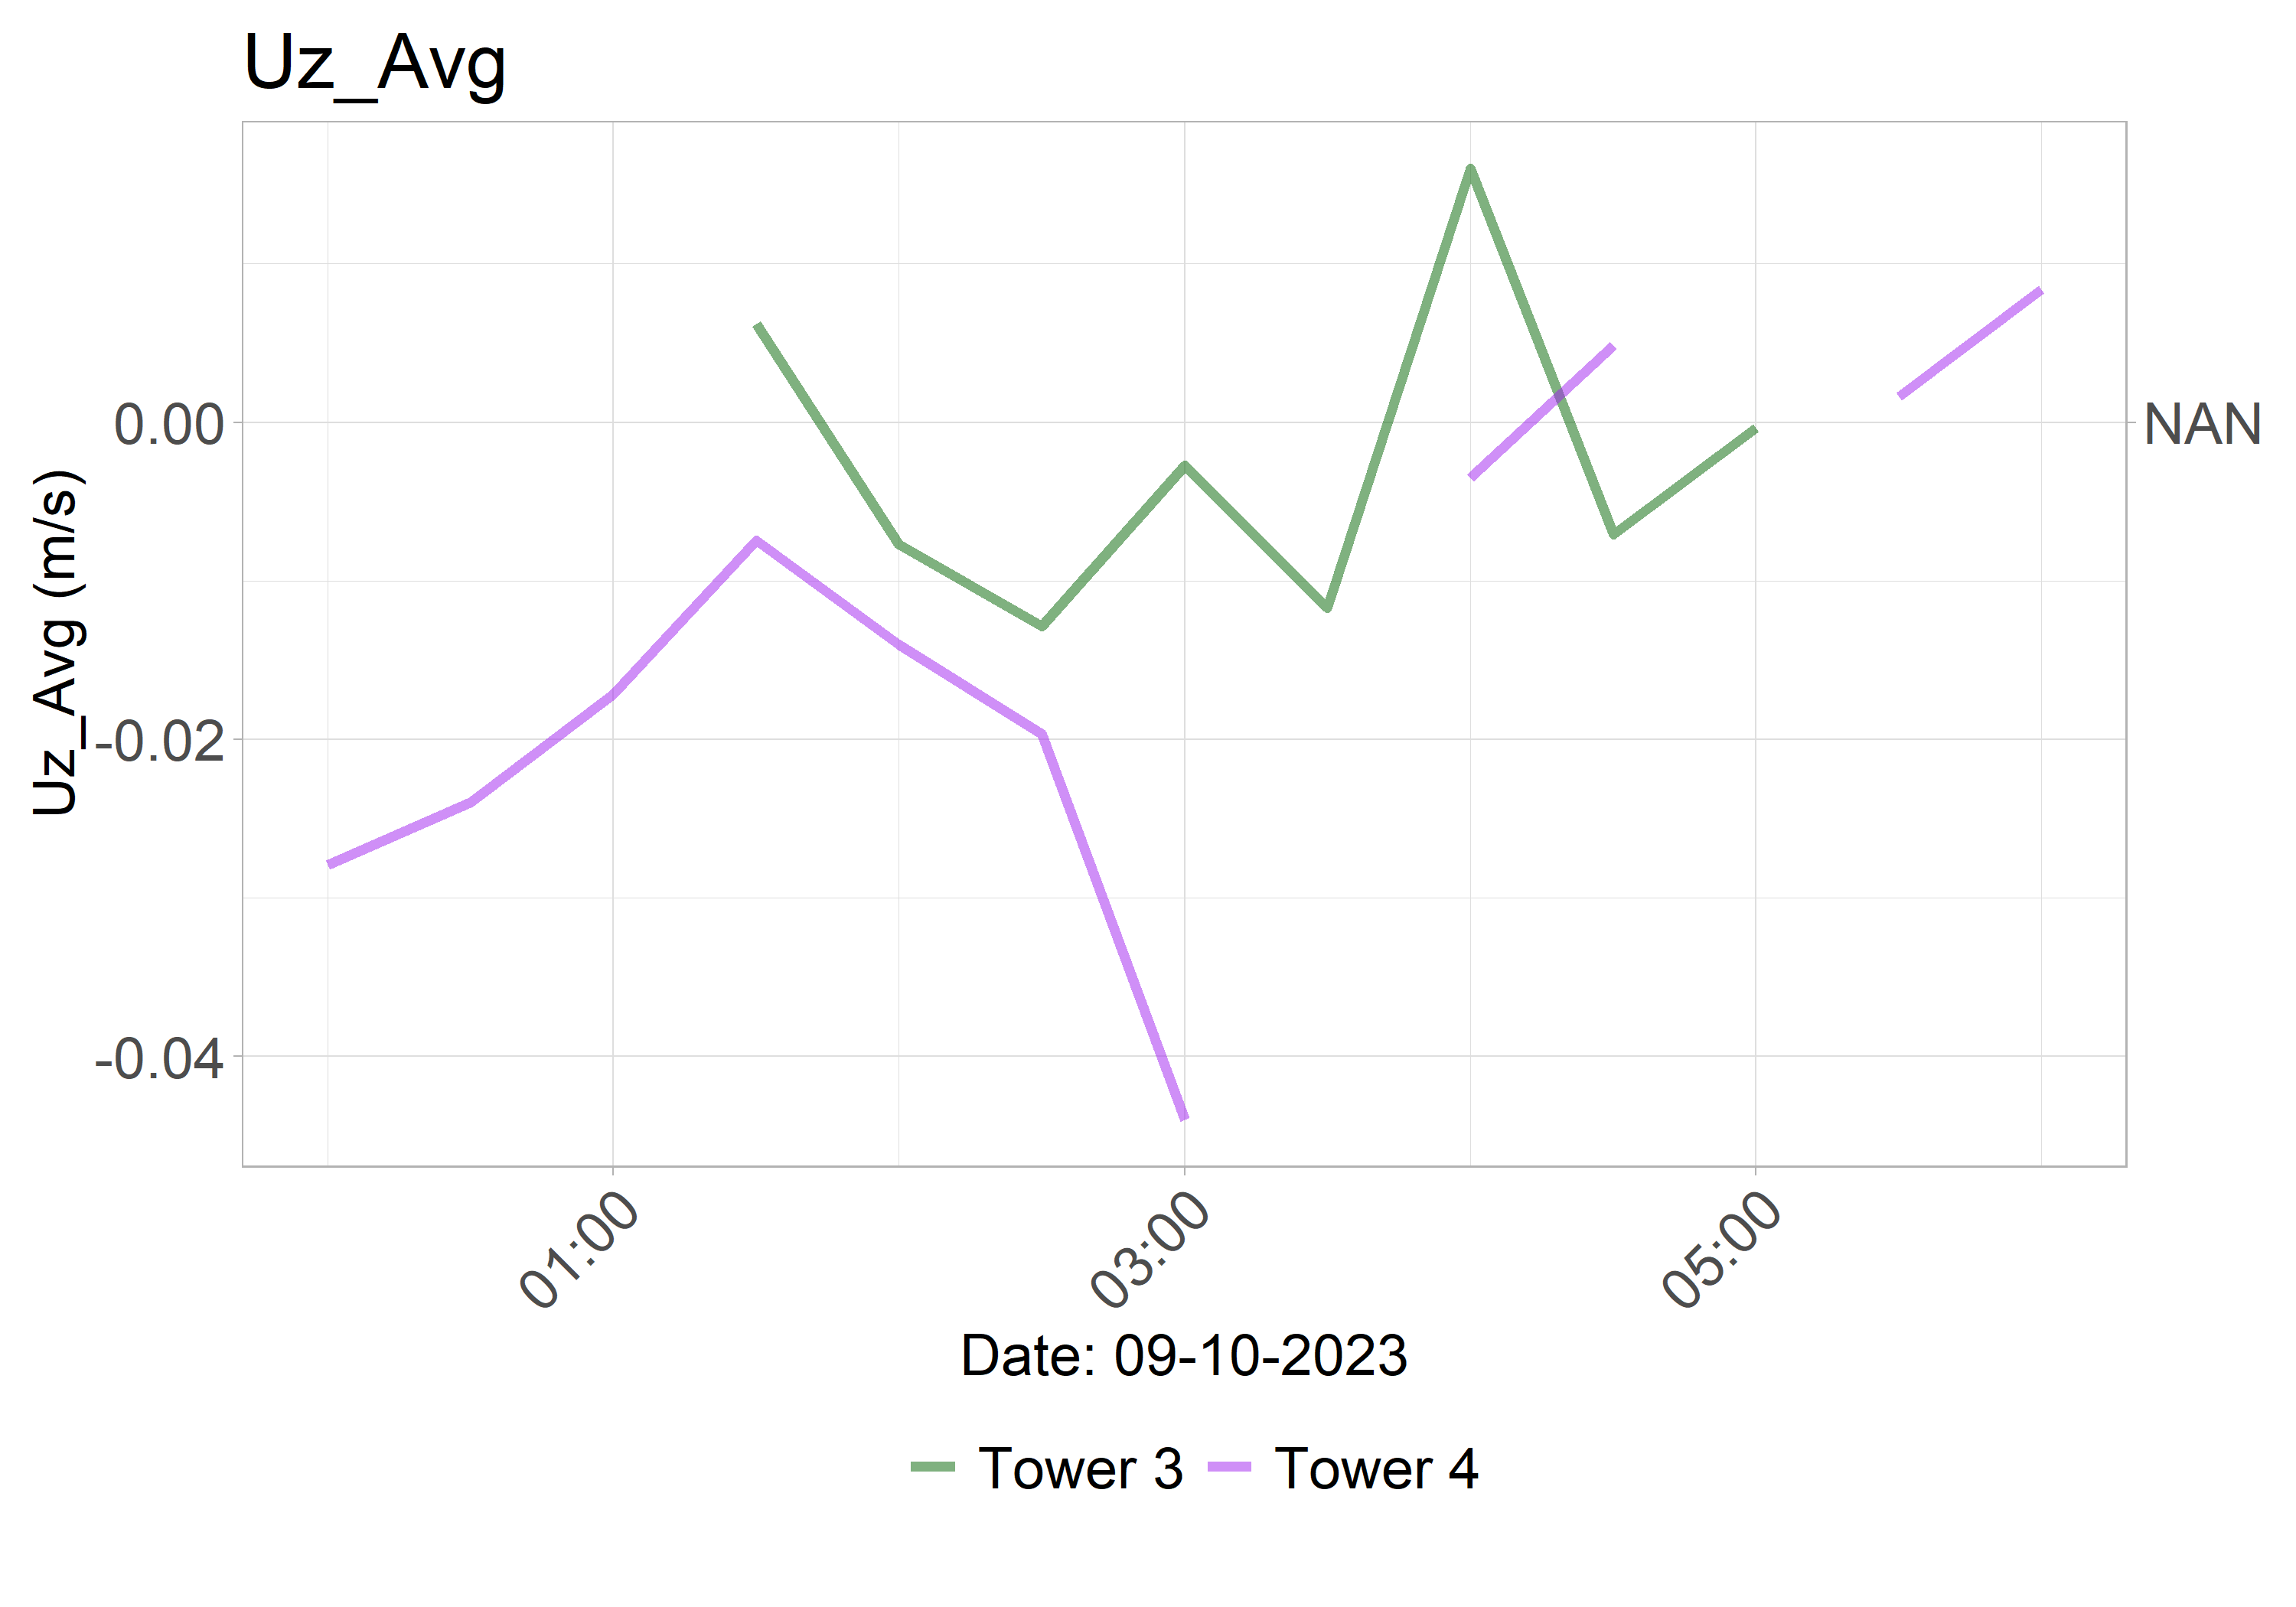 Uz_Avg
Uz_Avg (m/s)
0.00
-0.02
-0.04
NAN
01:00
03:00
05:00
Date: 09-10-2023
Tower 3
Tower 4